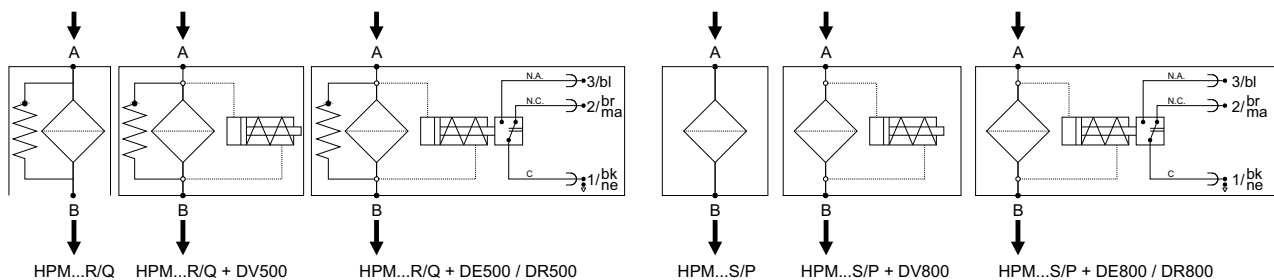 A A A A A A
N.A. 3/bl N.A. 3/bl
N.C. 2/br ma N.C. 2/br ma
C 1/bk ne C 1/bk ne
B B B B B B
HPM...R/Q HPM...R/Q + DV500 HPM...R/Q + DE500 / DR500 HPM...S/P HPM...S/P + DV800 HPM...S/P + DE800 / DR800